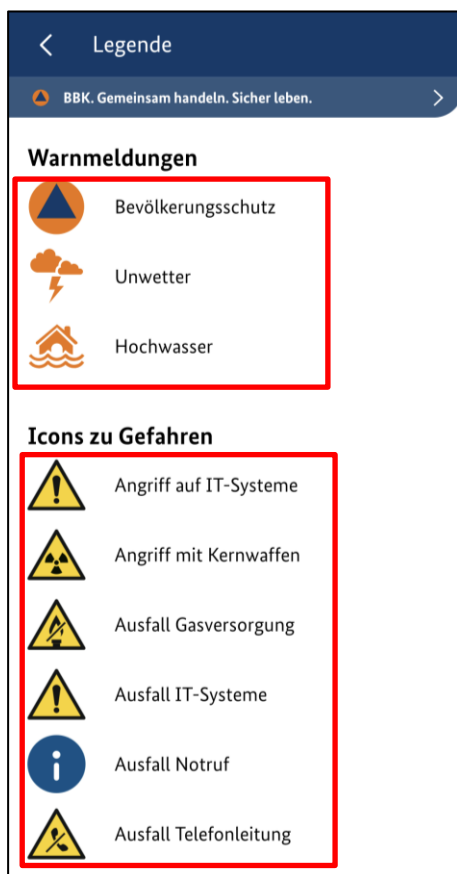 Legende
BBK. Gemeinsam handeln. Sicher leben.
Warnmeldungen
Bevölkerungsschutz
Unwetter
Hochwasser
Icons zu Gefahren
Angriff auf IT-Systeme
Angriff mit Kernwaffen
Ausfall Gasversorgung
Ausfall IT-Systeme
Ausfall Notruf
Ausfall Telefonleitung